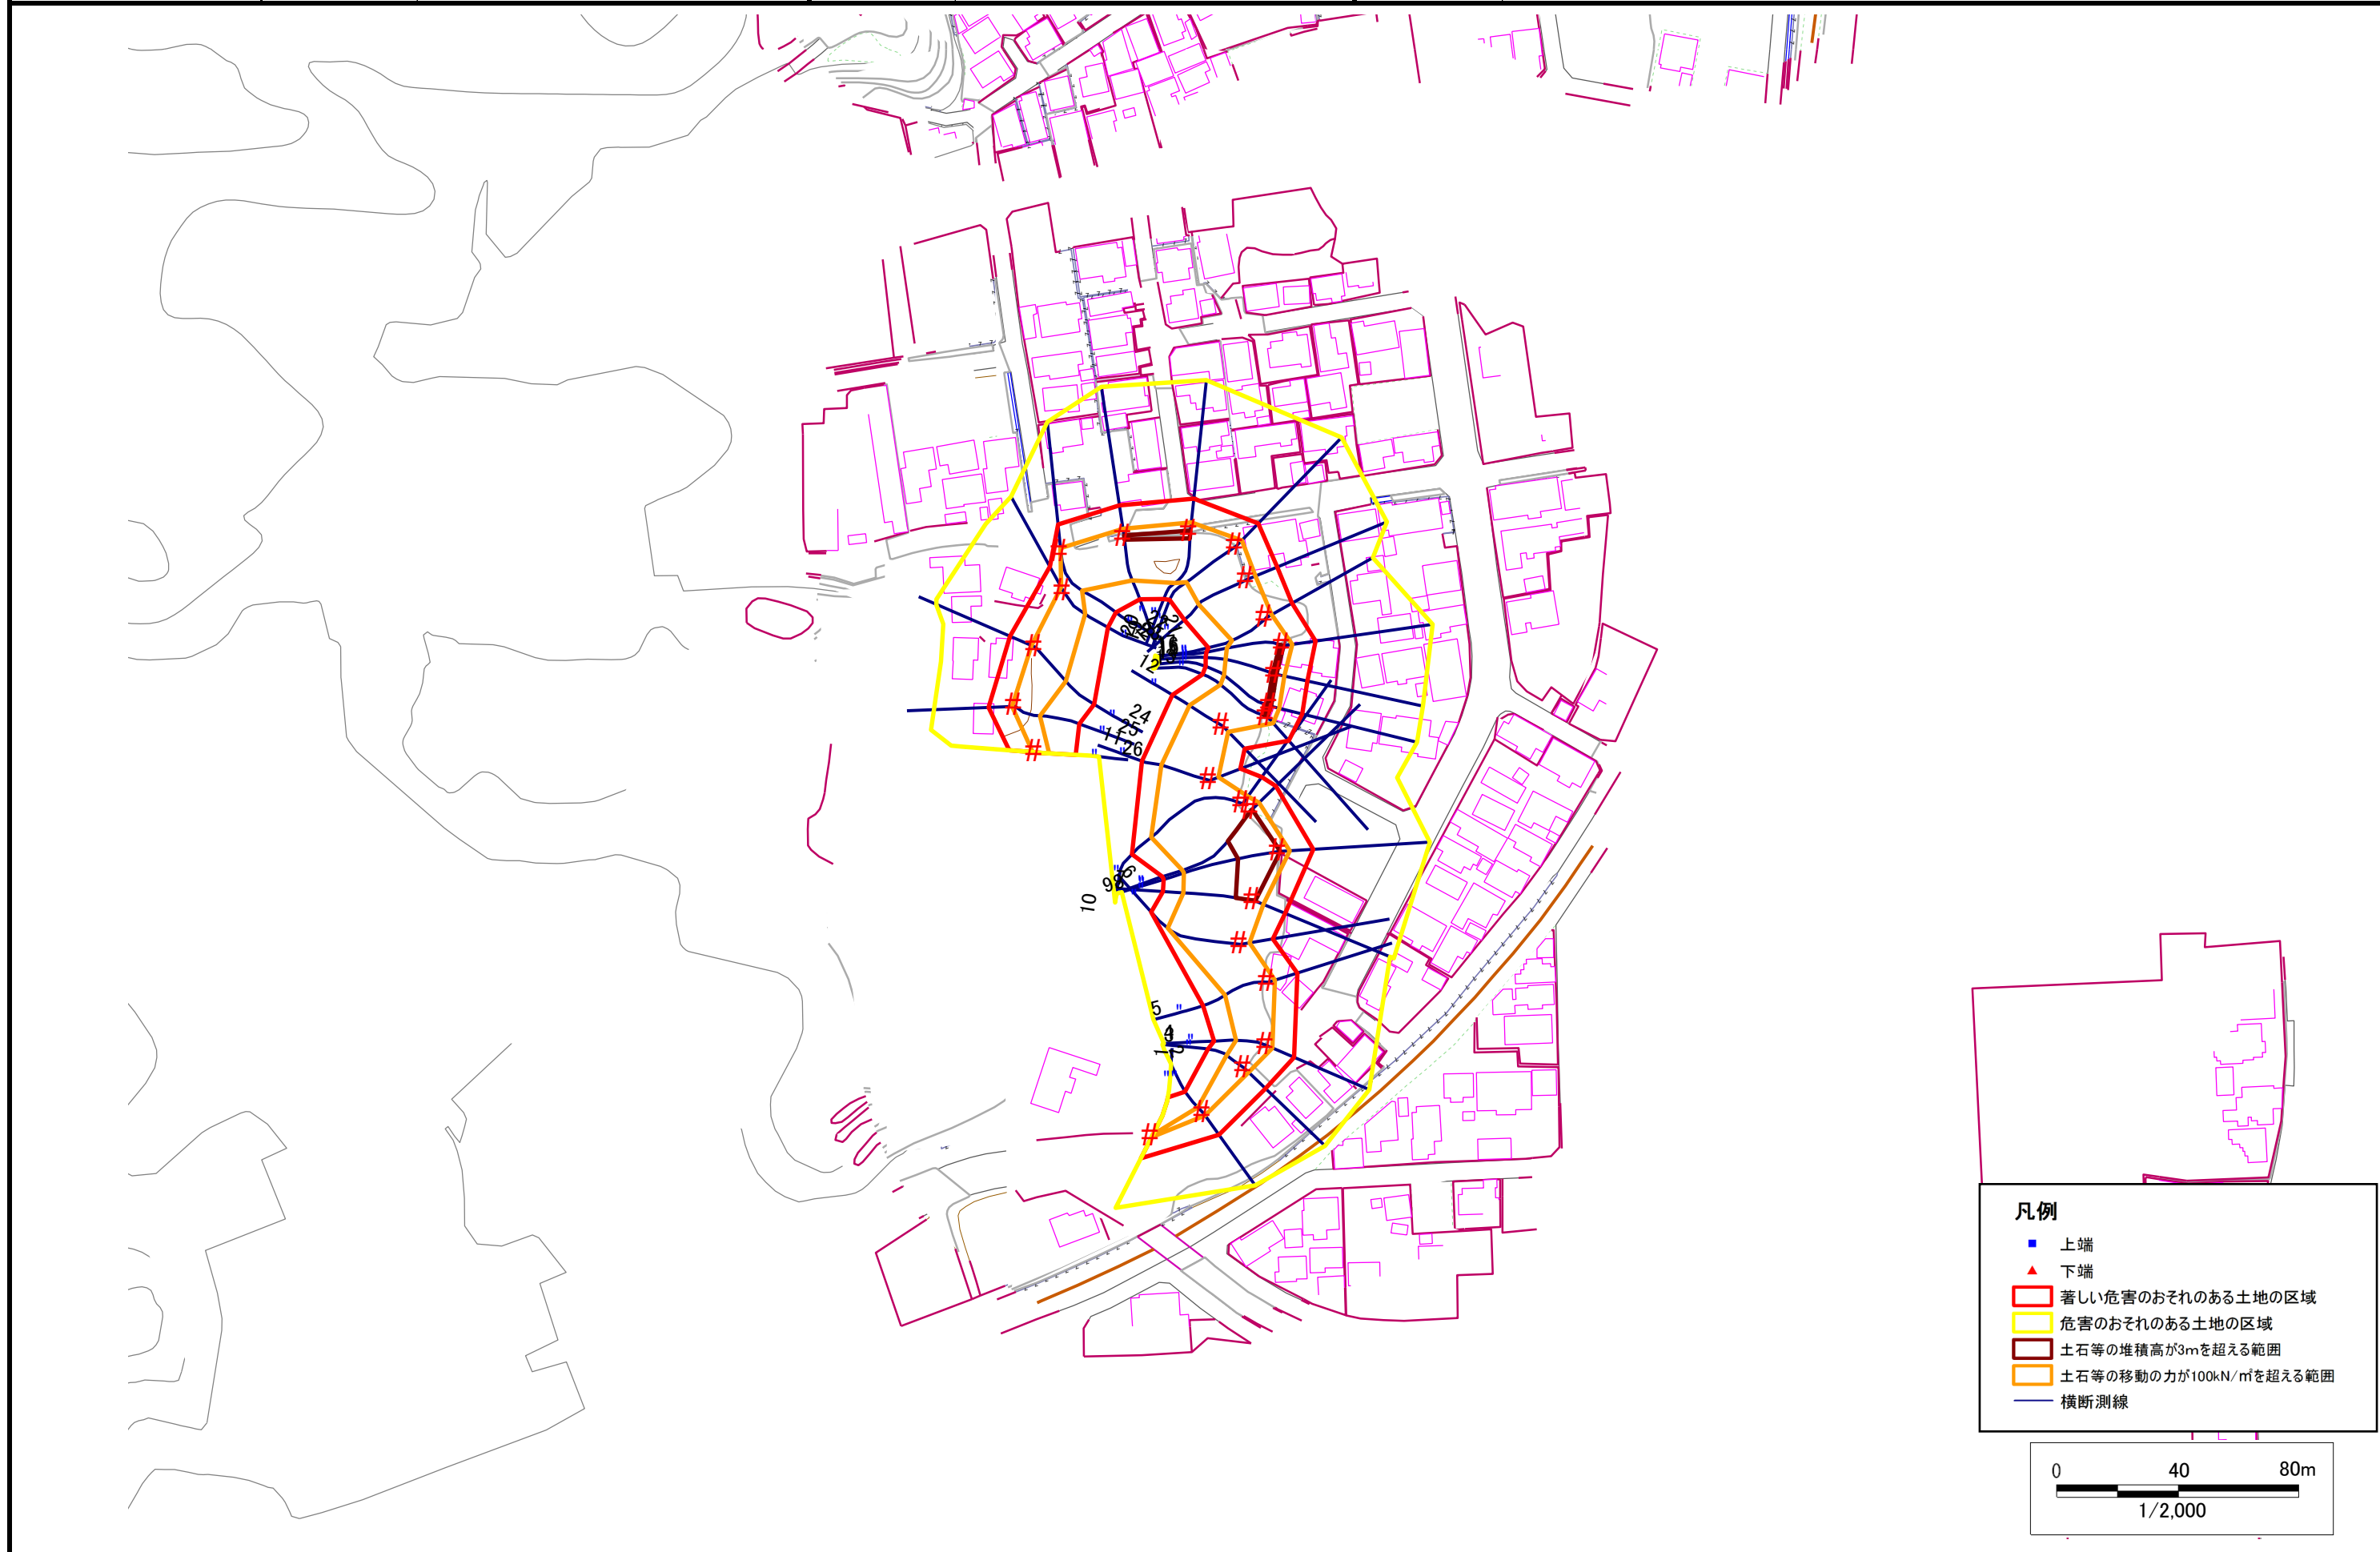 24
25
11
26
12
9
8
6
10
5
4
3
1
2
凡例
上端
下端
著しい危害のおそれのある土地の区域
危害のおそれのある土地の区域
土石等の堆積高が3mを超える範囲
土石等の移動の力が100kN/㎡を超える範囲
横断測線
0 40 80m
1/2,000